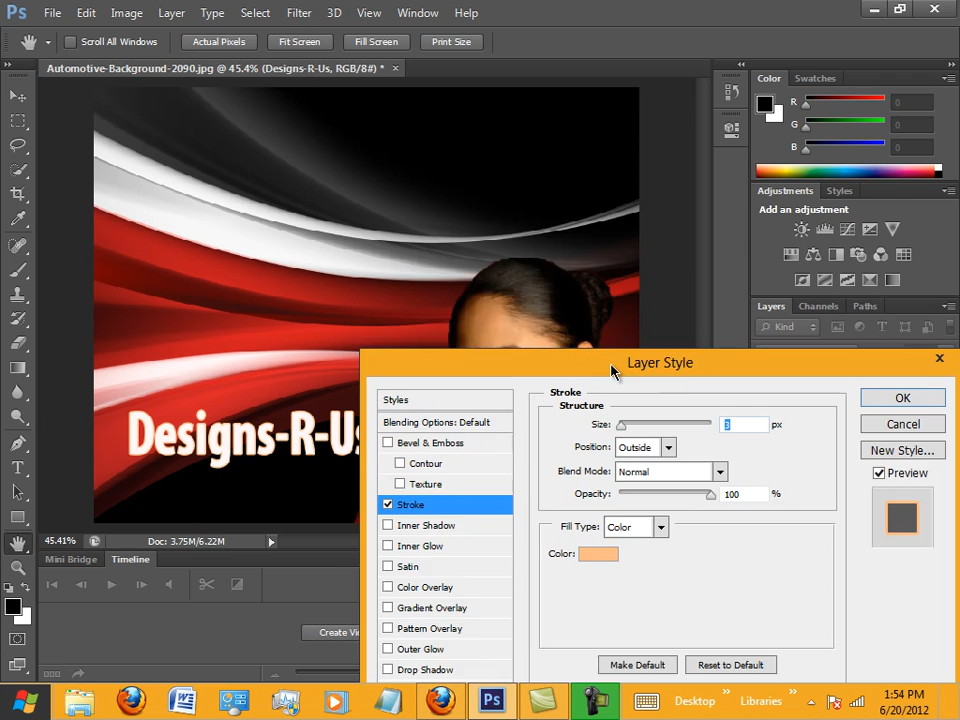 Ps File Edit Image Layer Type Select Filter 3D View Window Help
Scroll All Windows Actual Pixels Fit Screen Fill Screen Print Size
Automotive-Background-2090.jpg @ 45.4% (Designs-R-Us, RGB/8#) * ×
Color Swatches
R 0
G 0
B 0
Adjustments Styles
Add an adjustment
Layers Channels Paths
Kind T
Designs-R-Us
Layer Style
Styles
Blending Options: Default
Bevel & Emboss
Contour
Texture
Stroke
Inner Shadow
Inner Glow
Satin
Color Overlay
Gradient Overlay
Pattern Overlay
Outer Glow
Drop Shadow
Stroke
Structure
Size: 3 px
Position: Outside
Blend Mode: Normal
Opacity: 100 %
Fill Type: Color
Color:
Make Default Reset to Default
OK
Cancel
New Style...
Preview
45.41% Doc: 3.75M/6.22M
Mini Bridge Timeline
Create Vi
Ps Desktop » Libraries »
1:54 PM
6/20/2012